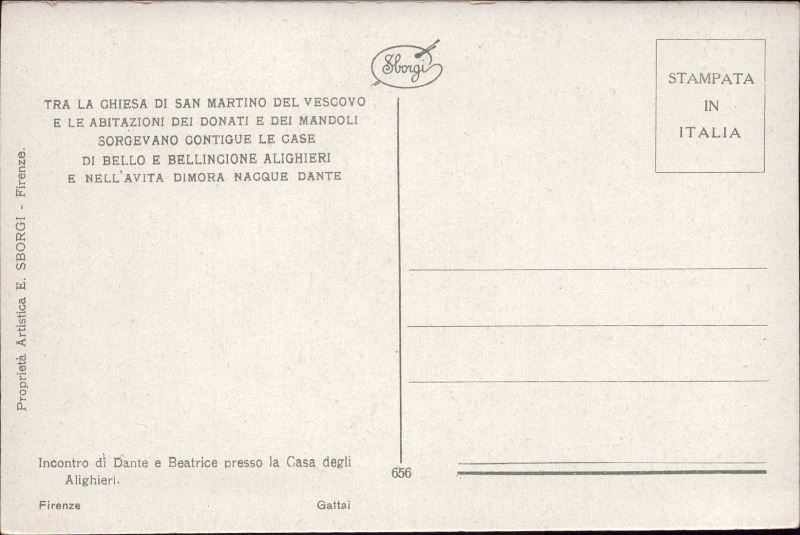 Sborgi
TRA LA CHIESA DI SAN MARTINO DEL VESCOVO
E LE ABITAZIONI DEI DONATI E DEI MANDOLI
SORGEVANO CONTIGUE LE CASE
DI BELLO E BELLINCIONE ALIGHIERI
E NELL'AVITA DIMORA NACQUE DANTE
STAMPATA
IN
ITALIA
Proprietà Artistica E. SBORGI - Firenze.
Incontro di Dante e Beatrice presso la Casa degli
Alighieri.
Firenze Gattai
656